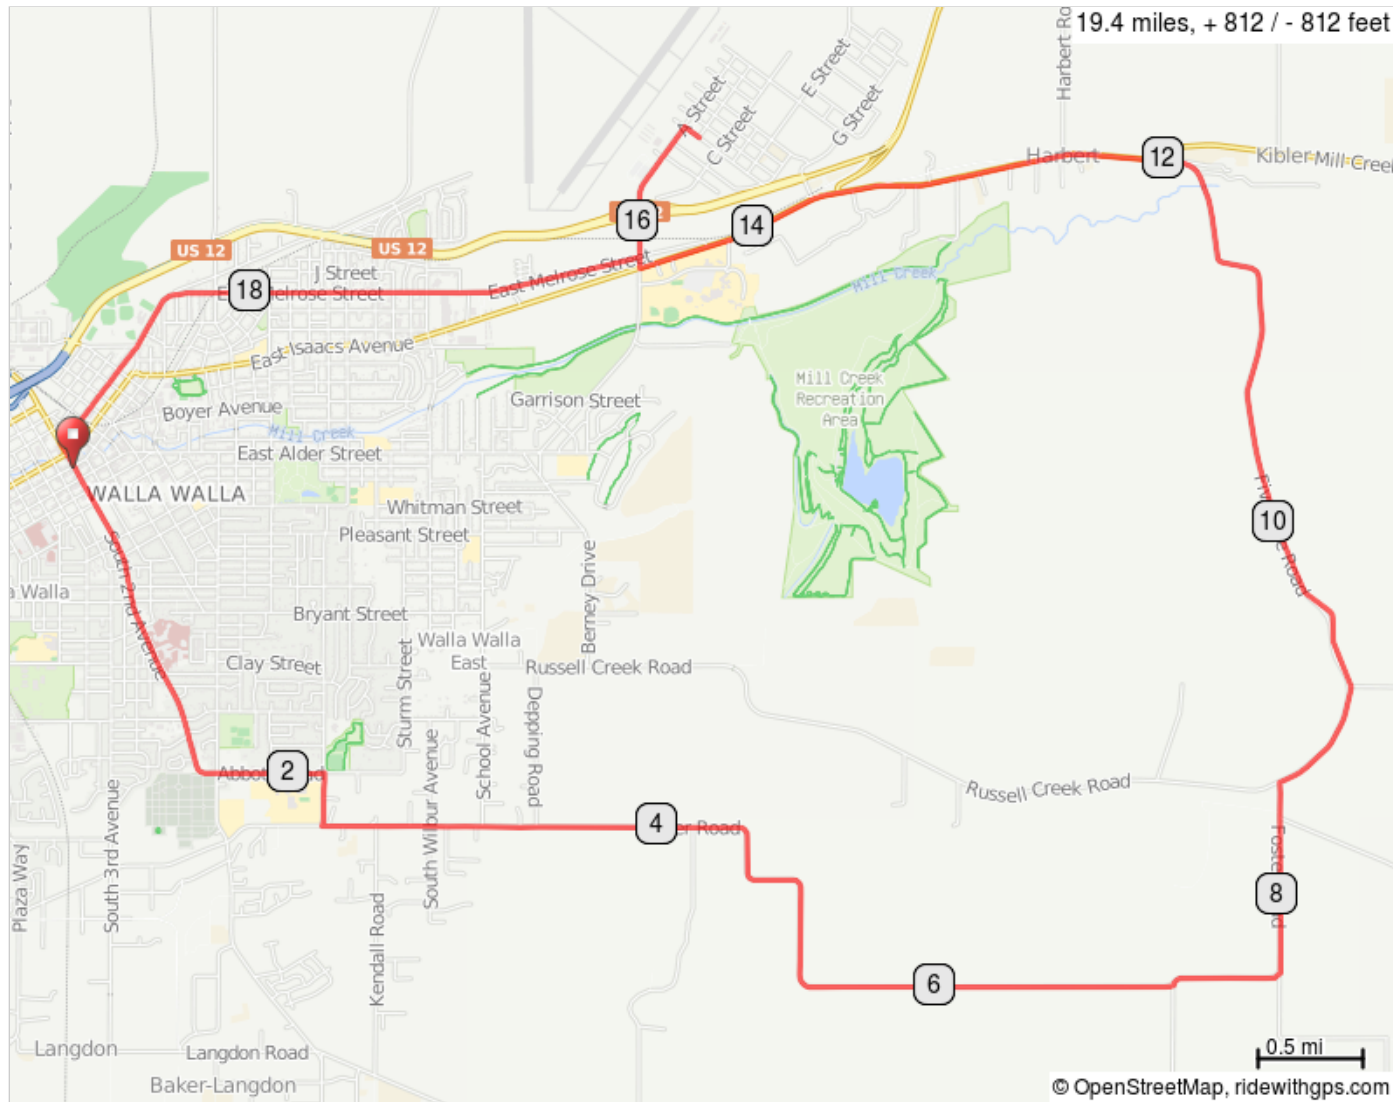 19.4 miles, + 812 / - 812 feet
Harbert Ro
E Street
A Street
G Street
C Street
Harbert
12
Kibler Mill Creek
16
14
US 12
US 12
J Street
East Melrose Street
18
Melrose Street
Mill Creek
East Isaacs Avenue
Mill Creek
Recreation
Area
Garrison Street
Boyer Avenue
Mill Creek
East Alder Street
WALLA WALLA
Whitman Street
Pleasant Street
10
South 2nd Avenue
Berney Drive
a Walla
Bryant Street
Walla Walla
East
Clay Street
Russell Creek Road
Sturm Street
School Avenue
Depping Road
South Wilbur Avenue
2
Russell Creek Road
South 3rd Avenue
4
er Road
Plaza Way
8
Kendall Road
6
Langdon
Langdon Road
0.5 mi
Baker-Langdon
© OpenStreetMap, ridewithgps.com